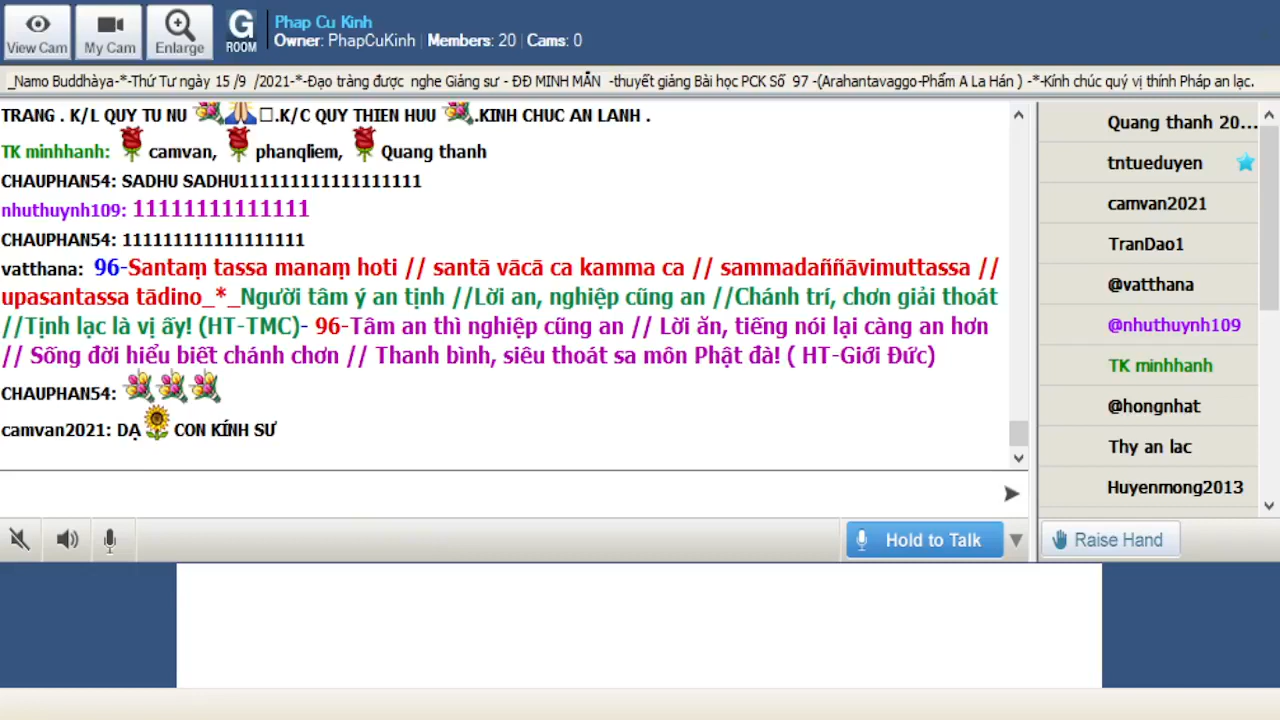 View Cam
My Cam
Enlarge
G
ROOM
Phap Cu Kinh
Owner: PhapCuKinh | Members: 20 | Cams: 0
_Namo Buddhàya-*-Thứ Tư ngày 15 /9 /2021-*-Đạo tràng được nghe Giảng sư - ĐĐ MINH MẪN -thuyết giảng Bài học PCK Số 97 -(Arahantavaggo-Phẩm A La Hán ) -*-Kính chúc quý vị thính Pháp an lạc.
TRANG . K/L QUY TU NU .K/C QUY THIEN HUU .KINH CHUC AN LANH .
TK minhhanh: camvan, phanqliem, Quang thanh
CHAUPHAN54: SADHU SADHU111111111111111111
nhuthuynh109: 11111111111111
CHAUPHAN54: 111111111111111111
vatthana: 96-Santaṃ tassa manaṃ hoti // santā vācā ca kamma ca // sammadaññāvimuttassa //
upasantassa tādino_*_Người tâm ý an tịnh //Lời an, nghiệp cũng an //Chánh trí, chơn giải thoát
//Tịnh lạc là vị ấy! (HT-TMC)- 96-Tâm an thì nghiệp cũng an // Lời ăn, tiếng nói lại càng an hơn
// Sống đời hiểu biết chánh chơn // Thanh bình, siêu thoát sa môn Phật đà! ( HT-Giới Đức)
CHAUPHAN54:
camvan2021: DẠ CON KÍNH SƯ
Quang thanh 20...
tntueduyen
camvan2021
TranDao1
@vatthana
@nhuthuynh109
TK minhhanh
@hongnhat
Thy an lac
Huyenmong2013
Hold to Talk
Raise Hand